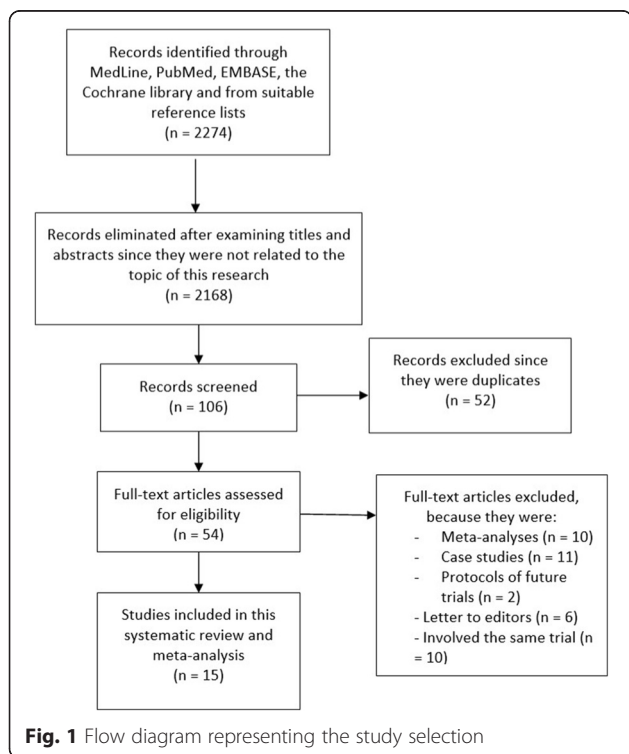 Records identified through
MedLine, PubMed, EMBASE, the
Cochrane library and from suitable
reference lists
(n = 2274)
Records eliminated after examining titles and
abstracts since they were not related to the
topic of this research
(n = 2168)
Records screened
(n = 106)
Records excluded since
they were duplicates
(n = 52)
Full-text articles assessed
for eligibility
(n = 54)
Full-text articles excluded,
because they were:
- Meta-analyses (n = 10)
- Case studies (n = 11)
- Protocols of future
trials (n = 2)
- Letter to editors (n = 6)
- Involved the same trial (n
= 10)
Studies included in this
systematic review and
meta-analysis
(n = 15)
Fig. 1 Flow diagram representing the study selection